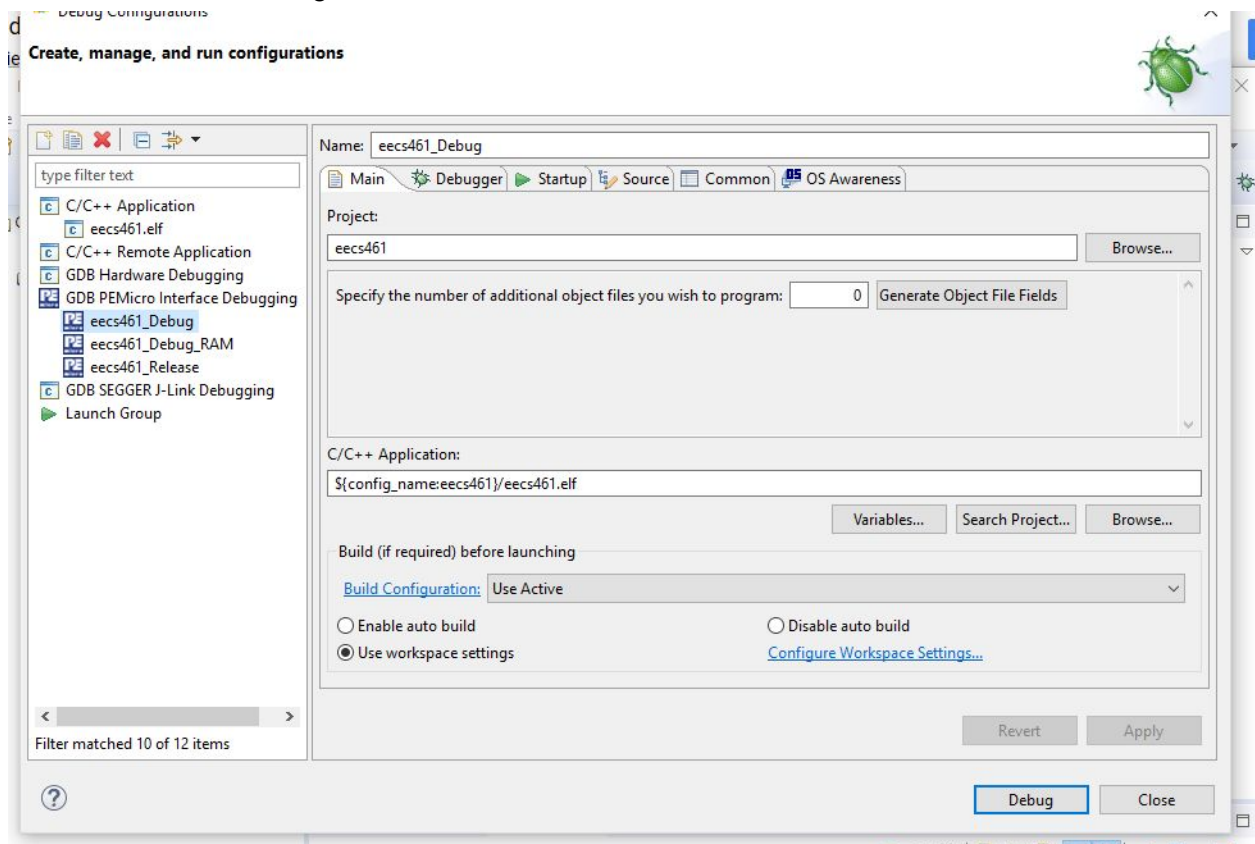 Debug Configurations
Create, manage, and run configurations
type filter text
C/C++ Application
eecs461.elf
C/C++ Remote Application
GDB Hardware Debugging
GDB PEMicro Interface Debugging
eecs461_Debug
eecs461_Debug_RAM
eecs461_Release
GDB SEGGER J-Link Debugging
Launch Group
Filter matched 10 of 12 items
Name: eecs461_Debug
Main Debugger Startup Source Common OS Awareness
Project:
eecs461 Browse...
Specify the number of additional object files you wish to program: 0 Generate Object File Fields
C/C++ Application:
${config_name:eecs461}/eecs461.elf
Variables... Search Project... Browse...
Build (if required) before launching
Build Configuration: Use Active
Enable auto build Disable auto build
Use workspace settings Configure Workspace Settings...
Revert Apply
Debug Close